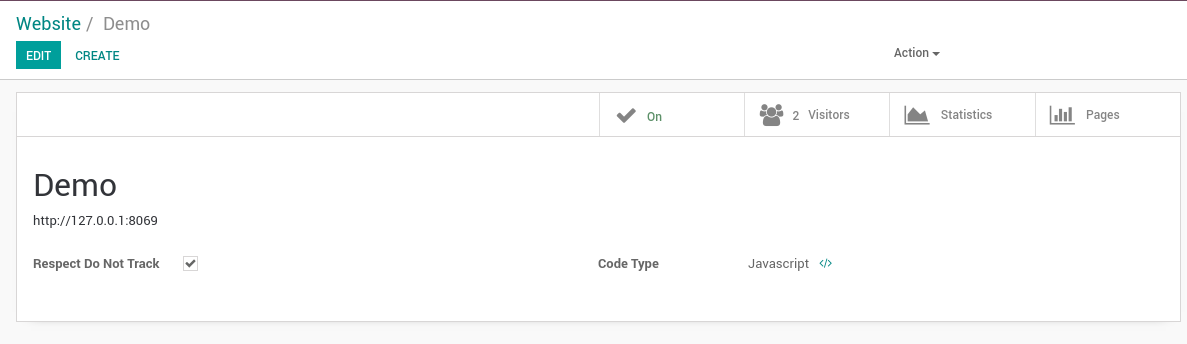 Website / Demo
EDIT CREATE Action
On 2 Visitors Statistics Pages
Demo
http://127.0.0.1:8069
Respect Do Not Track Code Type Javascript </>